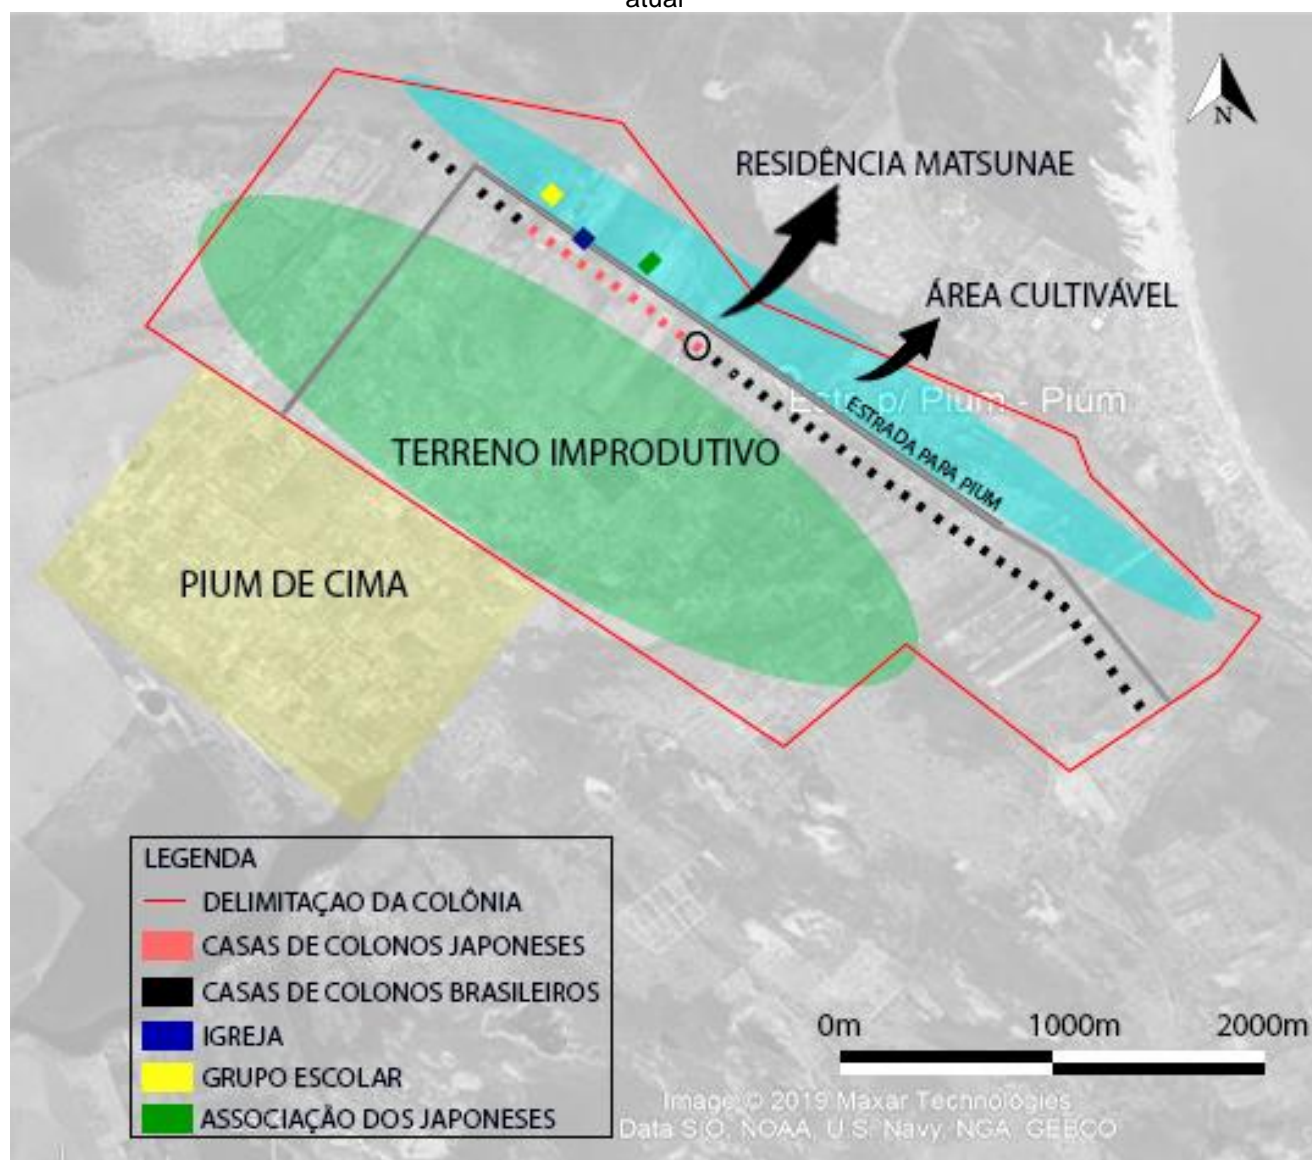 atual
N
RESIDÊNCIA MATSUNAE
ÁREA CULTIVÁVEL
Estr. p/ Pium - Pium
ESTRADA PARA PIUM
TERRENO IMPRODUTIVO
PIUM DE CIMA
LEGENDA
DELIMITAÇAO DA COLÔNIA
CASAS DE COLONOS JAPONESES
CASAS DE COLONOS BRASILEIROS
IGREJA
GRUPO ESCOLAR
ASSOCIAÇÃO DOS JAPONESES
0m 1000m 2000m
Image © 2019 Maxar Technologies
Data SIO, NOAA, U.S. Navy, NGA, GEBCO